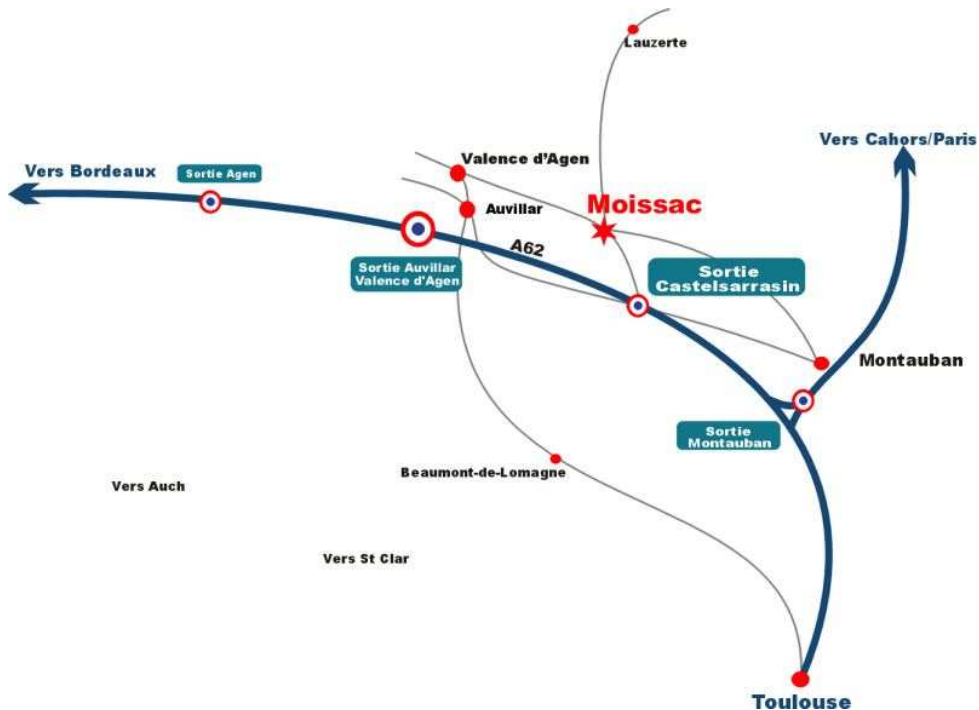 Lauzerte
Vers Cahors/Paris
Valence d'Agen
Vers Bordeaux
Sortie Agen
Moissac
Auvillar
A62
Sortie Auvillar
Valence d'Agen
Sortie
Castelsarrasin
Montauban
Sortie
Montauban
Beaumont-de-Lomagne
Vers Auch
Vers St Clar
Toulouse